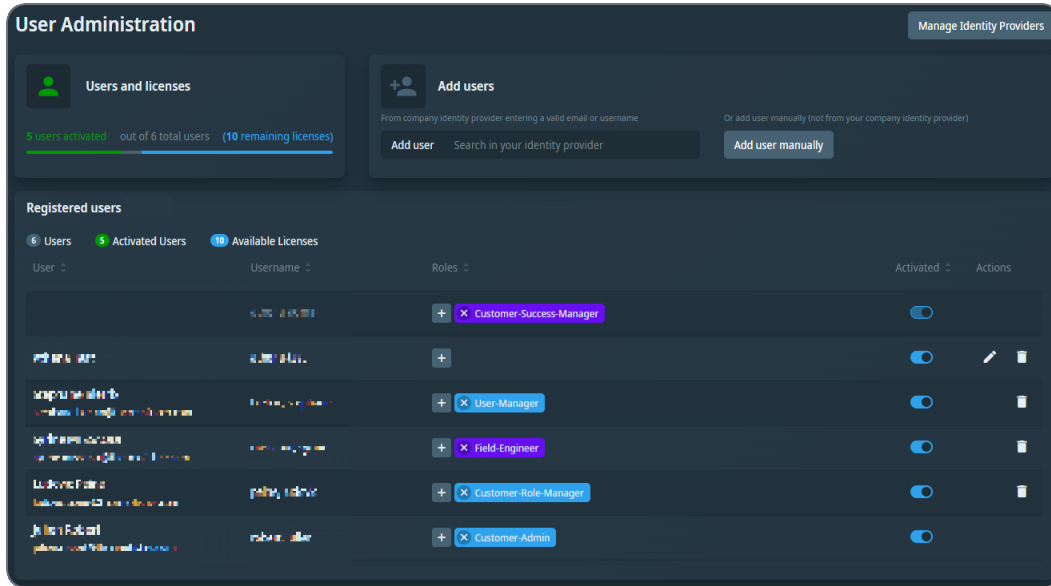 User Administration
Manage Identity Providers
Users and licenses
5 users activated out of 6 total users (10 remaining licenses)
Add users
From company identity provider entering a valid email or username
Add user Search in your identity provider
Or add user manually (not from your company identity provider)
Add user manually
Registered users
6 Users 5 Activated Users 10 Available Licenses
User Username Roles Activated Actions
+ × Customer-Success-Manager
+
+ × User-Manager
+ × Field-Engineer
+ × Customer-Role-Manager
+ × Customer-Admin